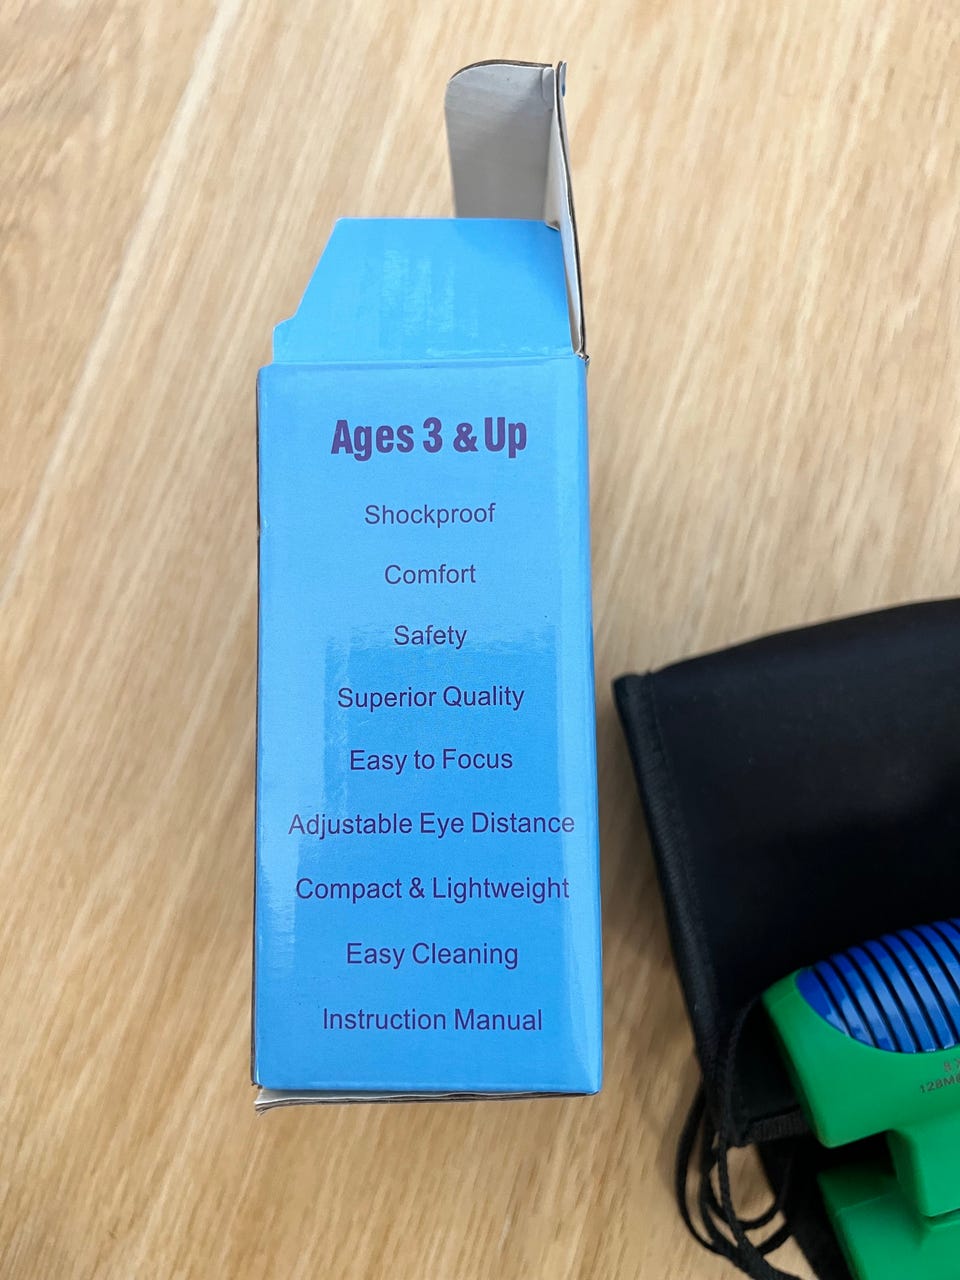 Ages 3 & Up
Shockproof
Comfort
Safety
Superior Quality
Easy to Focus
Adjustable Eye Distance
Compact & Lightweight
Easy Cleaning
Instruction Manual